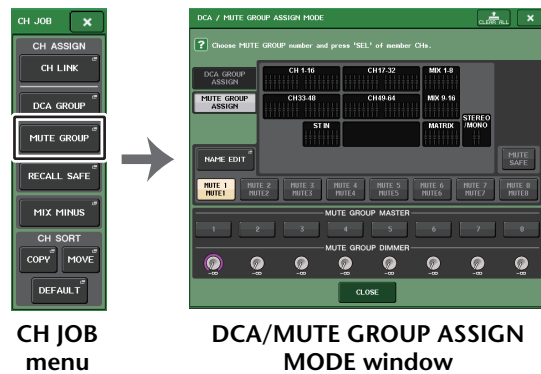 CH JOB
CH ASSIGN
CH LINK
DCA GROUP
MUTE GROUP
RECALL SAFE
MIX MINUS
CH SORT
COPY
MOVE
DEFAULT
CH JOB
menu
DCA / MUTE GROUP ASSIGN MODE
CLEAR ALL
? Choose MUTE GROUP number and press 'SEL' of member CHs.
DCA GROUP
ASSIGN
MUTE GROUP
ASSIGN
CH 1-16
CH17-32
MIX 1-8
CH33-48
CH49-64
MIX 9-16
STEREO
/MONO
ST IN
MATRIX
NAME EDIT
MUTE
SAFE
MUTE 1
MUTE1
MUTE 2
MUTE2
MUTE 3
MUTE3
MUTE 4
MUTE4
MUTE 5
MUTE5
MUTE 6
MUTE6
MUTE 7
MUTE7
MUTE 8
MUTE8
MUTE GROUP MASTER
1 2 3 4 5 6 7 8
MUTE GROUP DIMMER
-∞ -∞ -∞ -∞ -∞ -∞ -∞ -∞
CLOSE
DCA/MUTE GROUP ASSIGN
MODE window